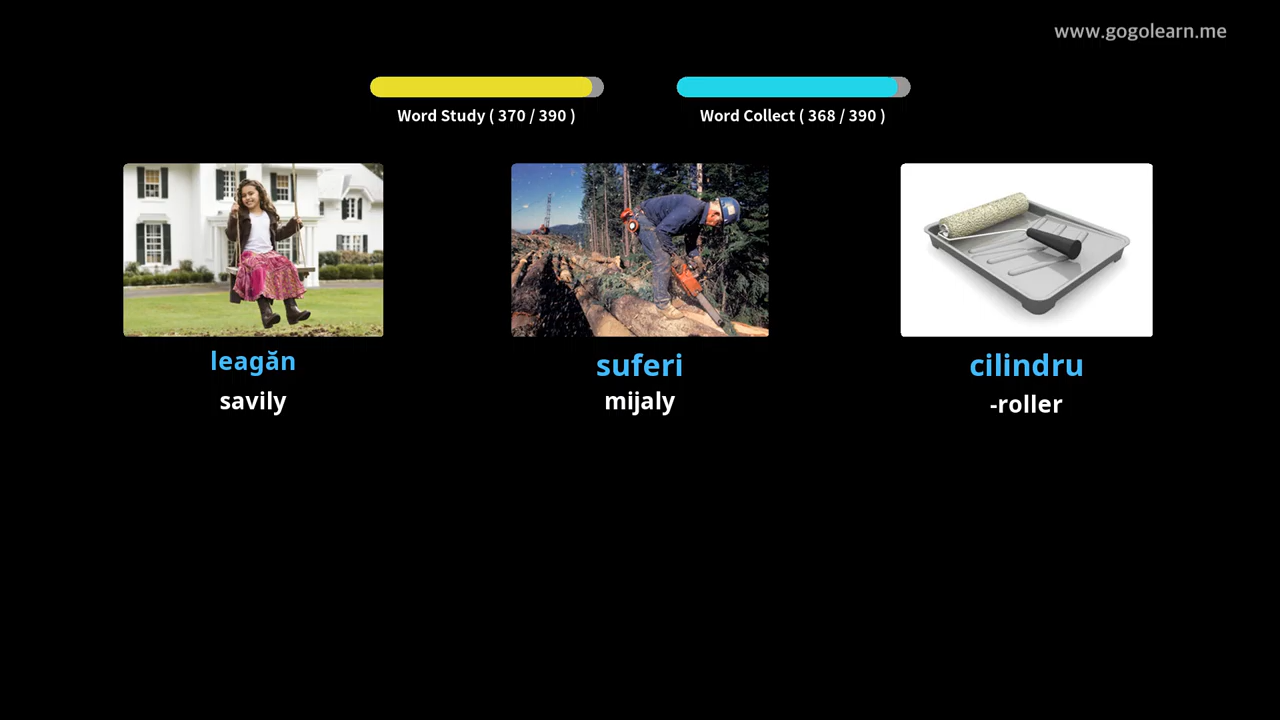 www.gogolearn.me
Word Study ( 370 / 390 )
Word Collect ( 368 / 390 )
leagăn
suferi
cilindru
savily
mijaly
-roller